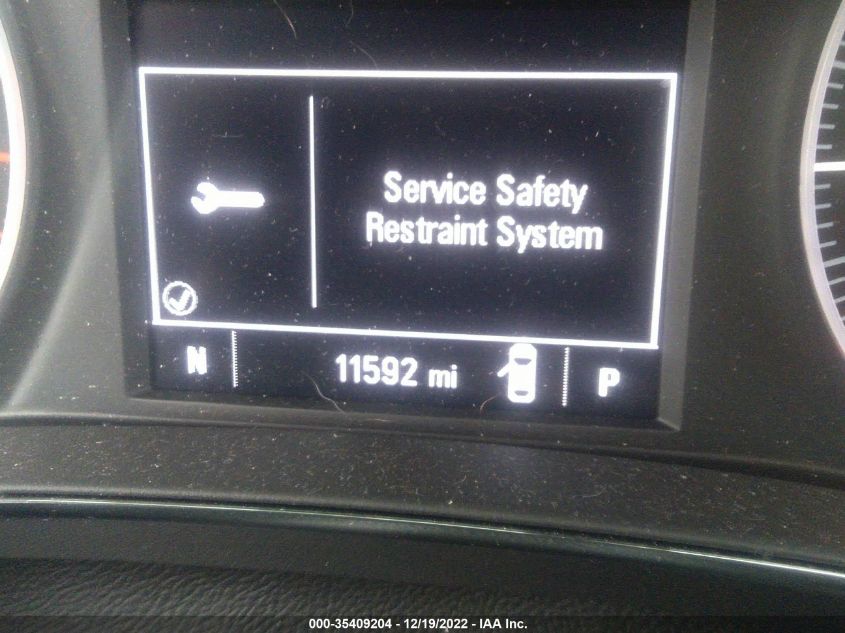 Service Safety
Restraint System
N 11592 mi P
000-35409204 - 12/19/2022 - IAA Inc.